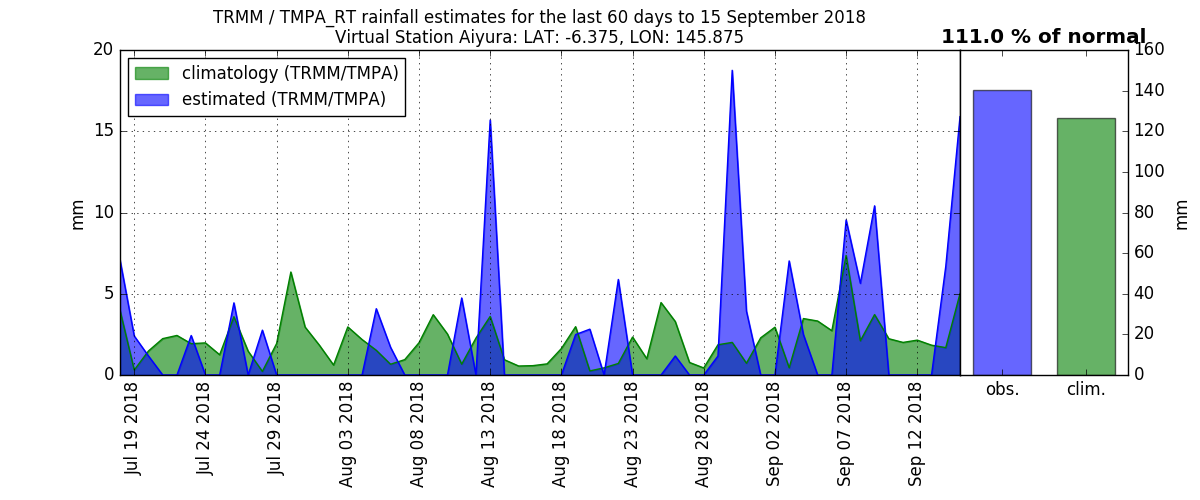 TRMM / TMPA_RT rainfall estimates for the last 60 days to 15 September 2018
Virtual Station Aiyura: LAT: -6.375, LON: 145.875
111.0 % of normal
climatology (TRMM/TMPA)
estimated (TRMM/TMPA)
mm
20
15
10
5
0
Jul 19 2018
Jul 24 2018
Jul 29 2018
Aug 03 2018
Aug 08 2018
Aug 13 2018
Aug 18 2018
Aug 23 2018
Aug 28 2018
Sep 02 2018
Sep 07 2018
Sep 12 2018
obs.
clim.
160
140
120
100
80
60
40
20
0
mm